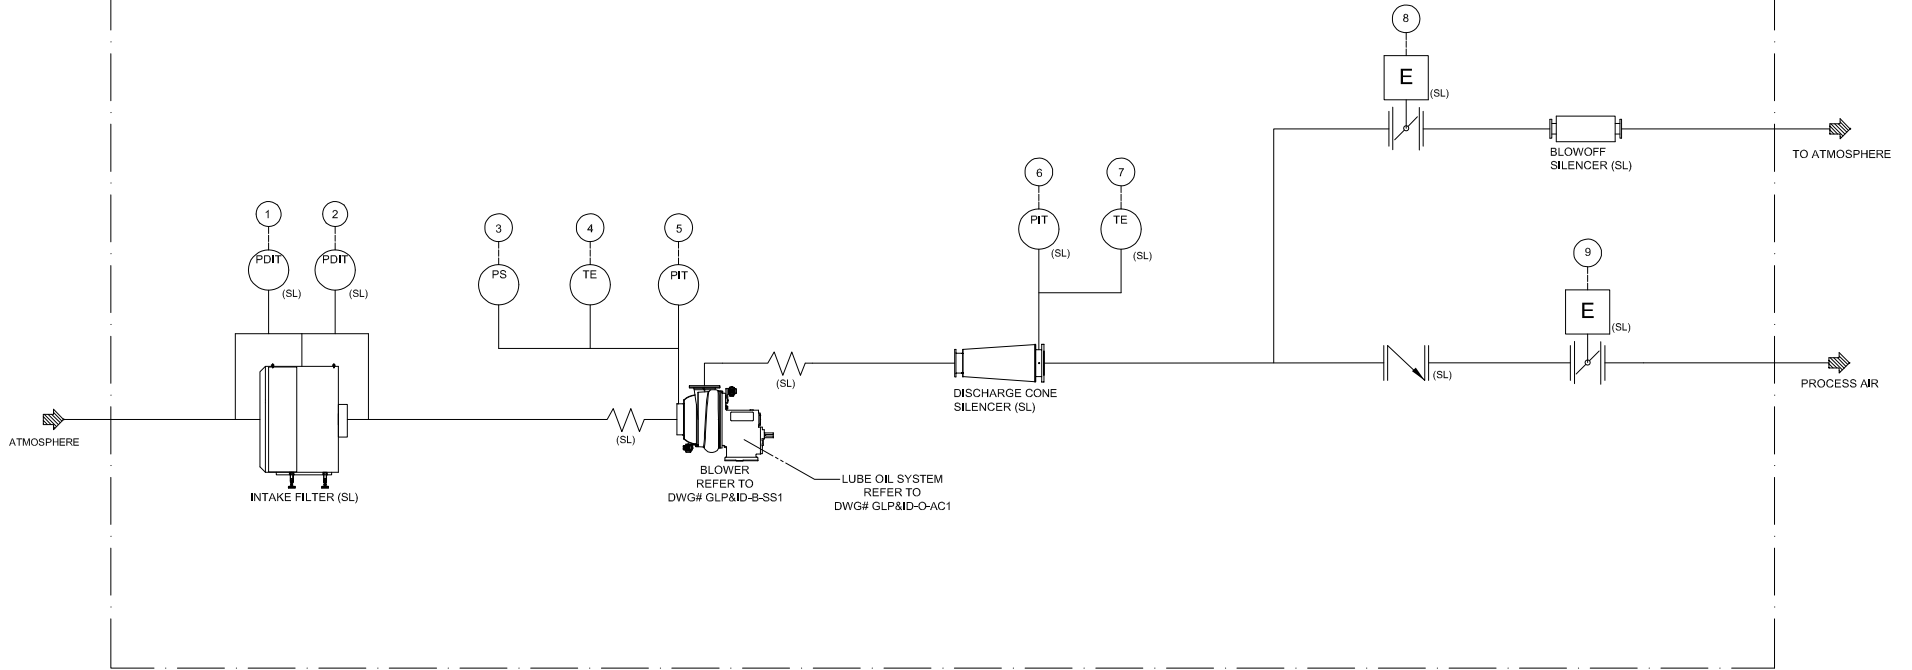 8
E
(SL)
BLOWOFF
SILENCER (SL)
TO ATMOSPHERE
6
7
PIT
TE
(SL)
(SL)
1
2
PDIT
PDIT
(SL)
(SL)
3
4
5
PS
TE
PIT
9
E
(SL)
(SL)
(SL)
DISCHARGE CONE
SILENCER (SL)
PROCESS AIR
ATMOSPHERE
(SL)
INTAKE FILTER (SL)
BLOWER
REFER TO
DWG# GLP&ID-B-SS1
LUBE OIL SYSTEM
REFER TO
DWG# GLP&ID-O-AC1